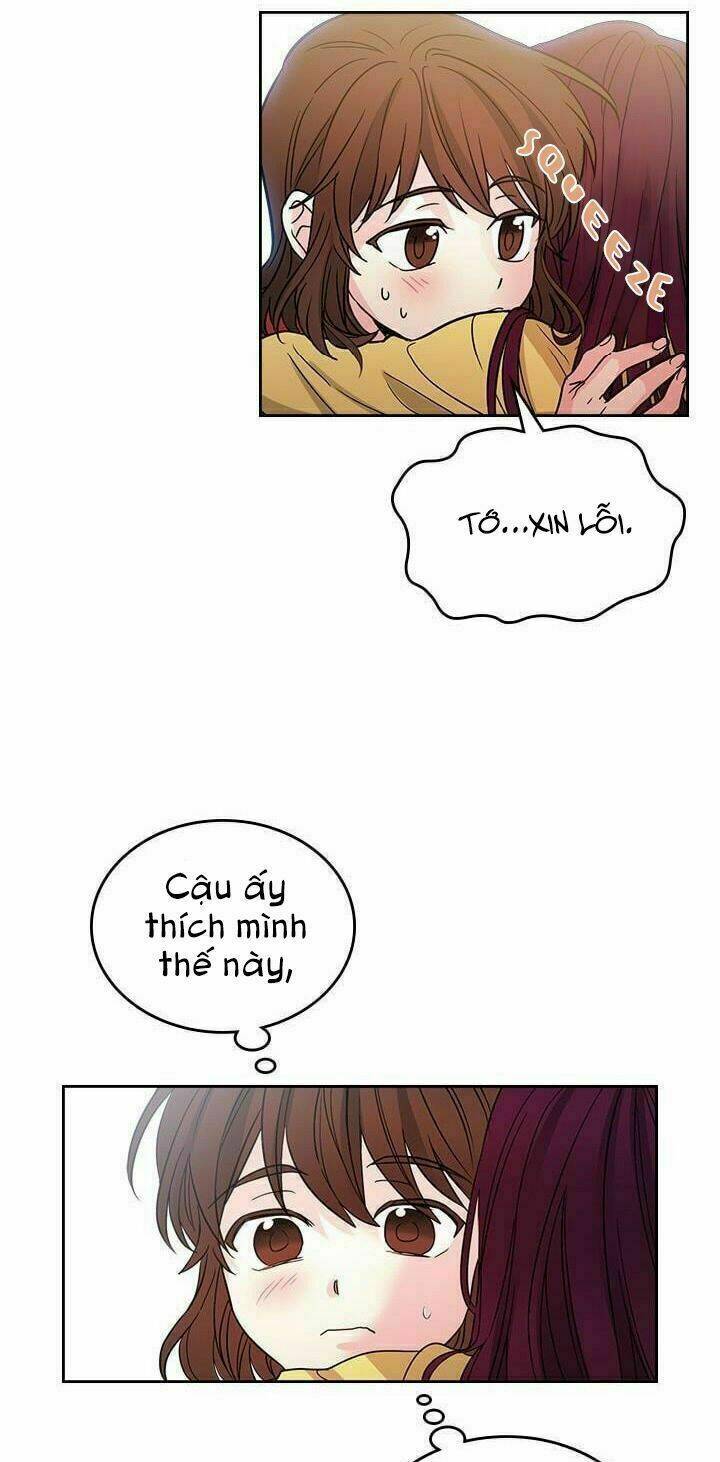 SQUEEZE
TỚ...XIN LỖI.
Cậu ấy
thích mình
thế này,